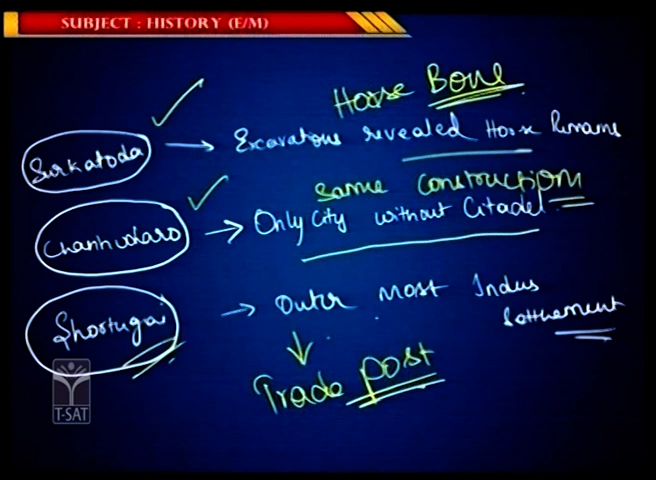 SUBJECT : HISTORY (E/M)
Horse Bone
Surkatoda → Excavations revealed Horse Remains
Same Construction
Chanhudaro → Only City without Citadel
Shortugai → Outer most Indus
Settlement
Trade post
T-SAT